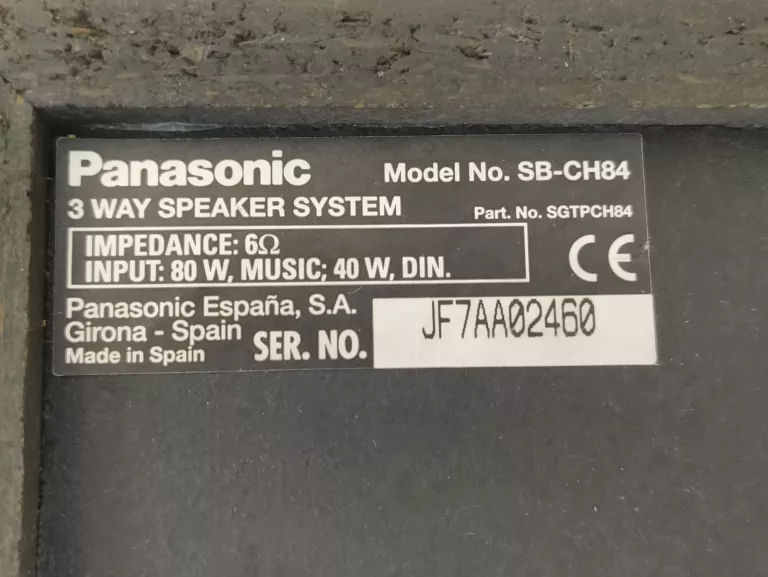 Panasonic Model No. SB-CH84
3 WAY SPEAKER SYSTEM Part. No. SGTPCH84
IMPEDANCE: 6Ω
INPUT: 80 W, MUSIC; 40 W, DIN.
CE
Panasonic España, S.A.
Girona - Spain
Made in Spain
SER. NO. JF7AA02460